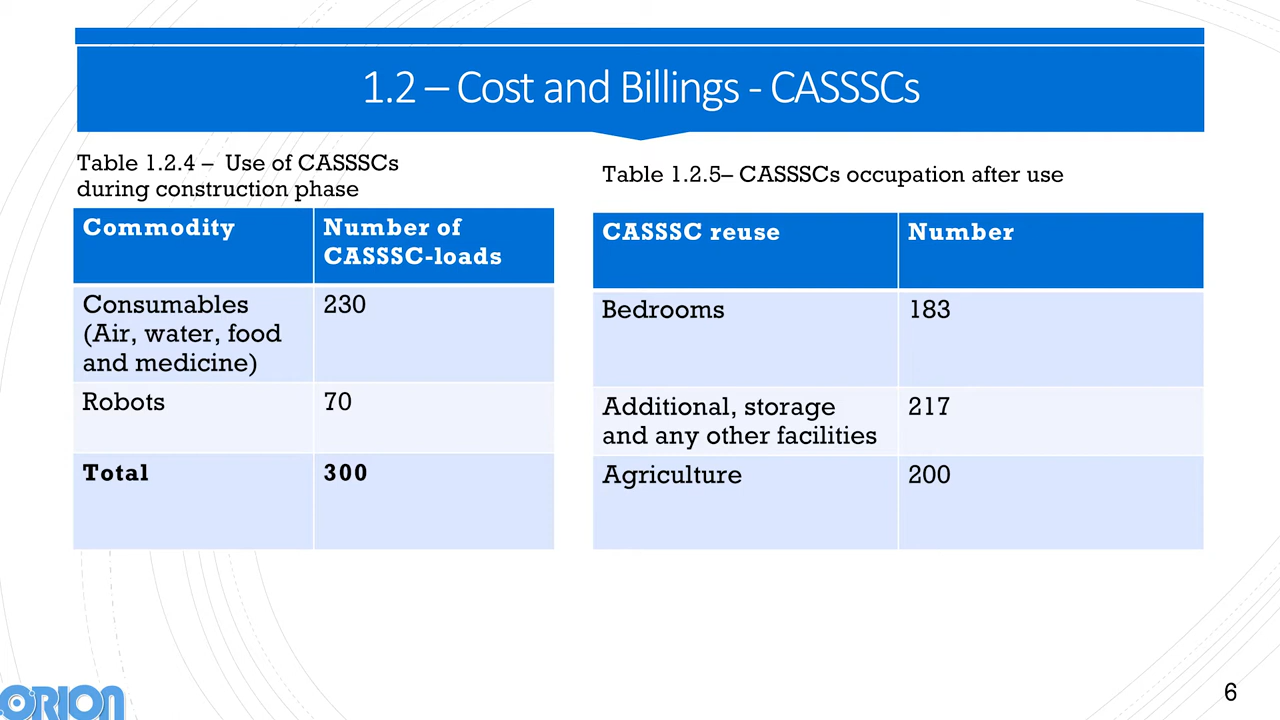 1.2 – Cost and Billings - CASSSCs
Table 1.2.4 – Use of CASSSCs
during construction phase
Commodity
Number of
CASSSC-loads
Consumables
(Air, water, food
and medicine)
230
Robots
70
Total
300
Table 1.2.5– CASSSCs occupation after use
CASSSC reuse
Number
Bedrooms
183
Additional, storage
and any other facilities
217
Agriculture
200
ORION
6